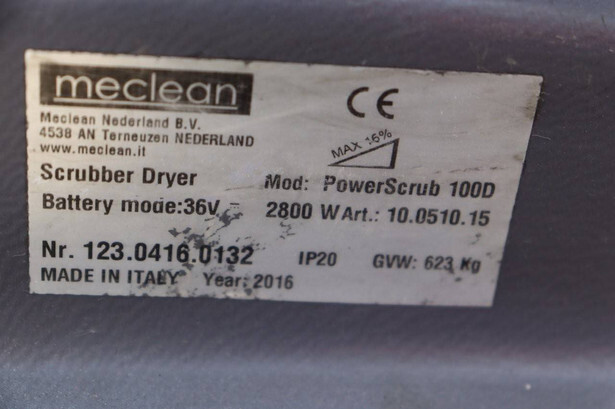 meclean
CE
Meclean Nederland B.V.
4538 AN Terneuzen NEDERLAND
www.meclean.it
MAX 16%
Scrubber Dryer Mod: PowerScrub 100D
Battery mode:36V 2800 W Art.: 10.0510.15
Nr. 123.0416.0132 IP20 GVW: 623 Kg
MADE IN ITALY Year: 2016